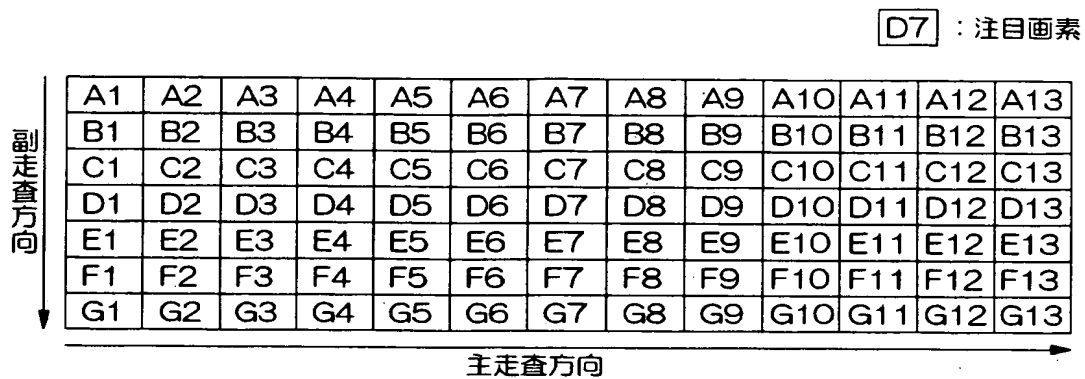 D7 ：注目画素
副走査方向
A1 A2 A3 A4 A5 A6 A7 A8 A9 A10 A11 A12 A13
B1 B2 B3 B4 B5 B6 B7 B8 B9 B10 B11 B12 B13
C1 C2 C3 C4 C5 C6 C7 C8 C9 C10 C11 C12 C13
D1 D2 D3 D4 D5 D6 D7 D8 D9 D10 D11 D12 D13
E1 E2 E3 E4 E5 E6 E7 E8 E9 E10 E11 E12 E13
F1 F2 F3 F4 F5 F6 F7 F8 F9 F10 F11 F12 F13
G1 G2 G3 G4 G5 G6 G7 G8 G9 G10 G11 G12 G13
主走査方向